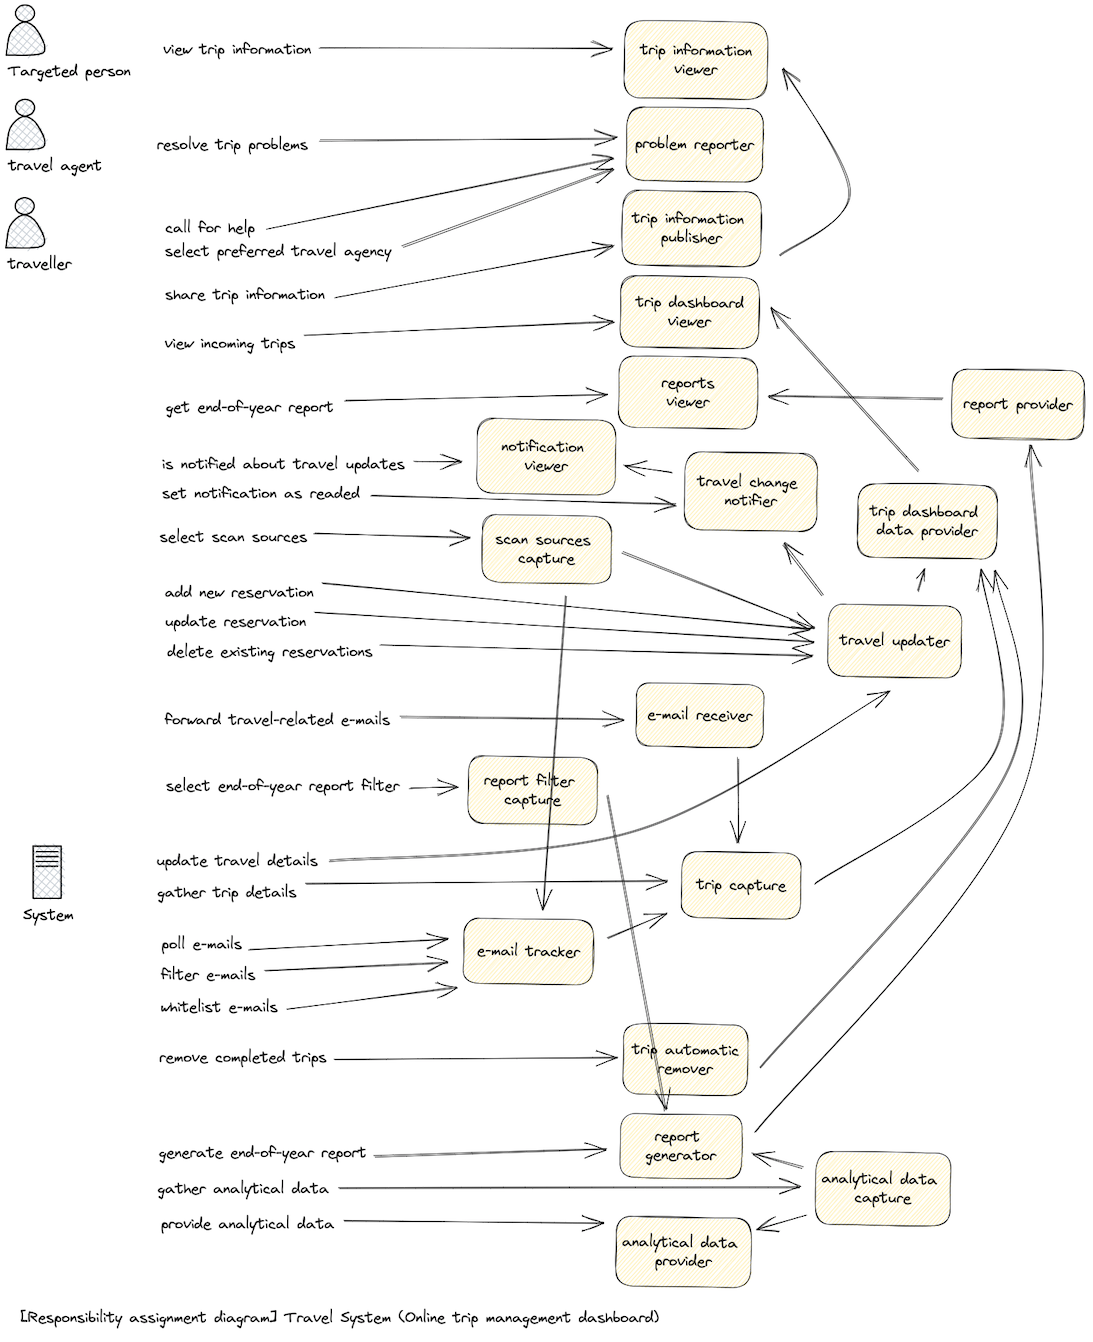 Targeted person
view trip information
trip information
viewer
travel agent
resolve trip problems
problem reporter
traveller
call for help
select preferred travel agency
trip information
publisher
share trip information
trip dashboard
viewer
view incoming trips
reports
viewer
get end-of-year report
report provider
notification
viewer
is notified about travel updates
travel change
notifier
set notification as readed
trip dashboard
data provider
select scan sources
scan sources
capture
add new reservation
update reservation
delete existing reservations
travel updater
forward travel-related e-mails
e-mail receiver
select end-of-year report filter
report filter
capture
System
update travel details
gather trip details
trip capture
poll e-mails
filter e-mails
whitelist e-mails
e-mail tracker
remove completed trips
trip automatic
remover
generate end-of-year report
report
generator
gather analytical data
analytical data
capture
provide analytical data
analytical data
provider
[Responsibility assignment diagram] Travel System (Online trip management dashboard)